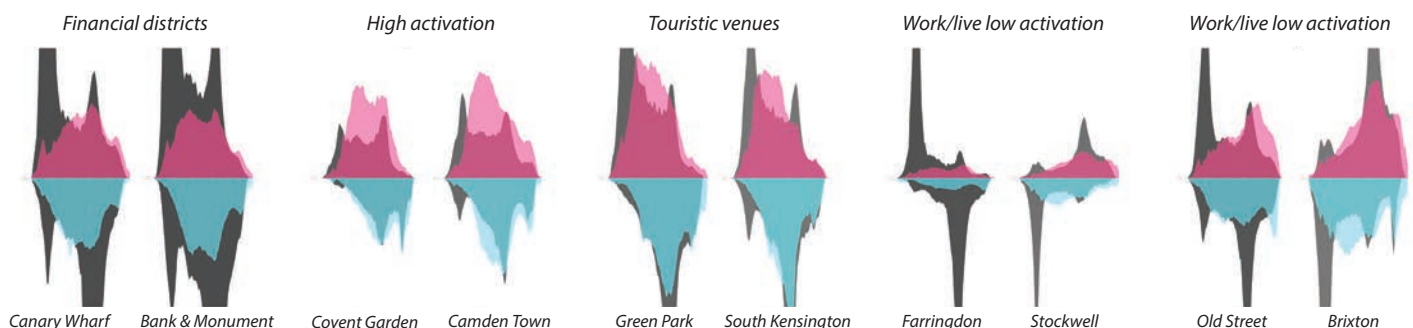 Financial districts
High activation
Touristic venues
Work/live low activation
Work/live low activation
Canary Wharf
Bank & Monument
Covent Garden
Camden Town
Green Park
South Kensington
Farringdon
Stockwell
Old Street
Brixton